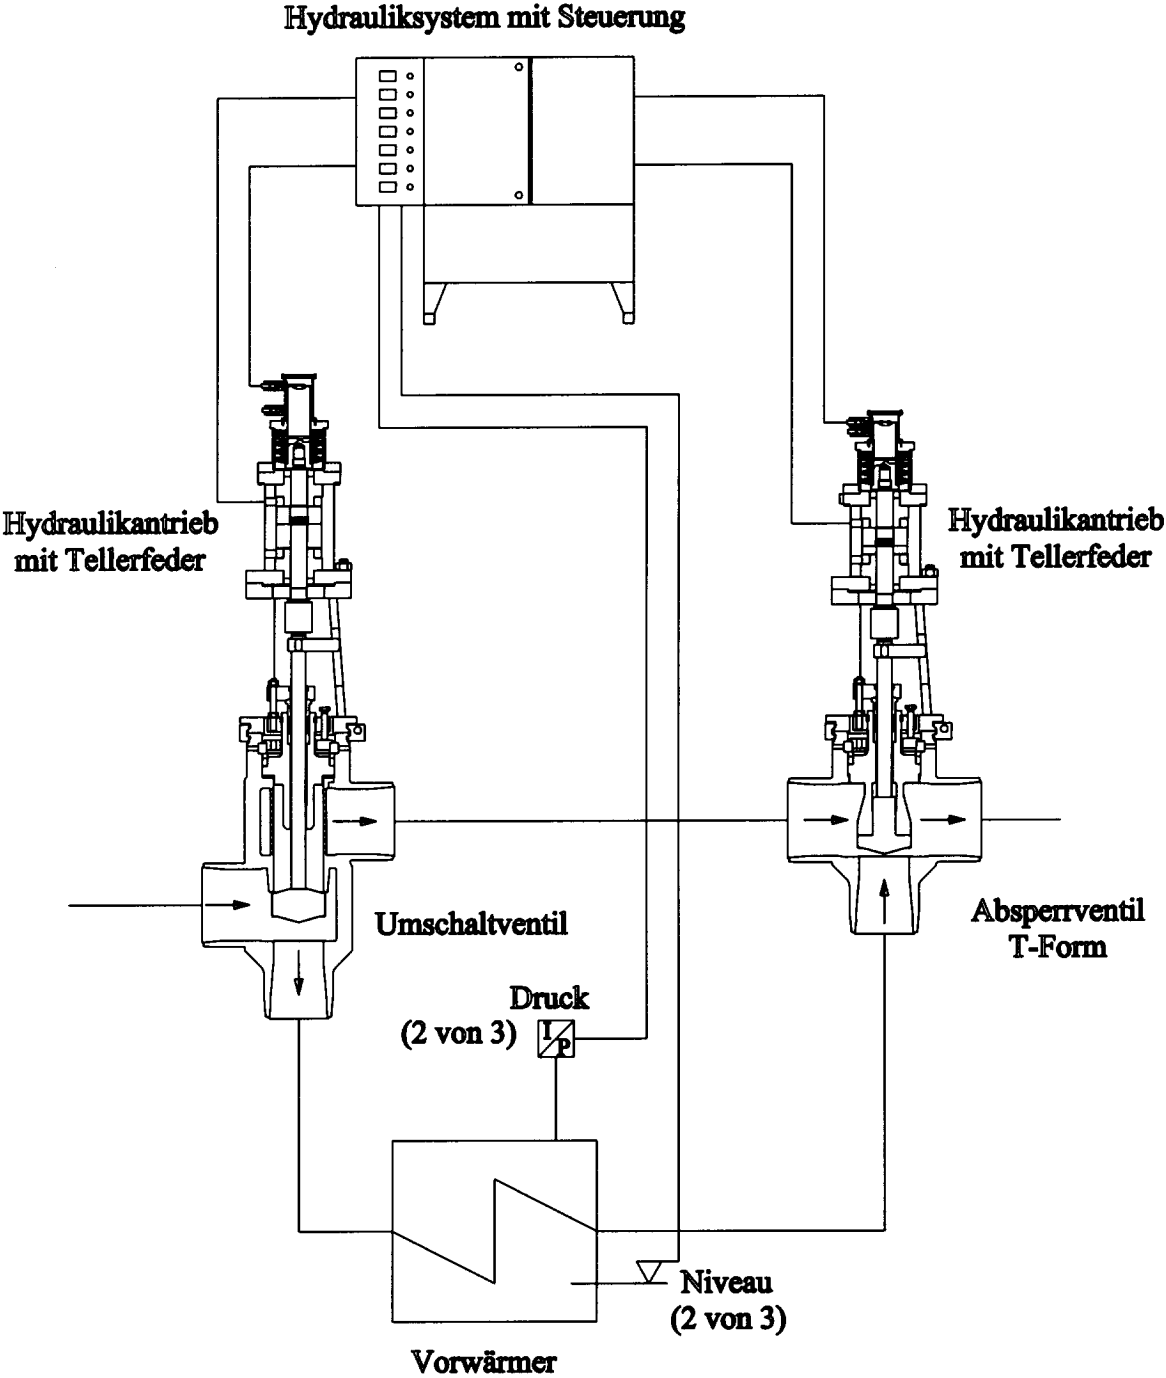 Hydrauliksystem mit Steuerung
Hydraulikantrieb
mit Tellerfeder
Hydraulikantrieb
mit Tellerfeder
Umschaltventil
Absperrventil
T-Form
Druck
(2 von 3)
I
P
Niveau
(2 von 3)
Vorwärmer